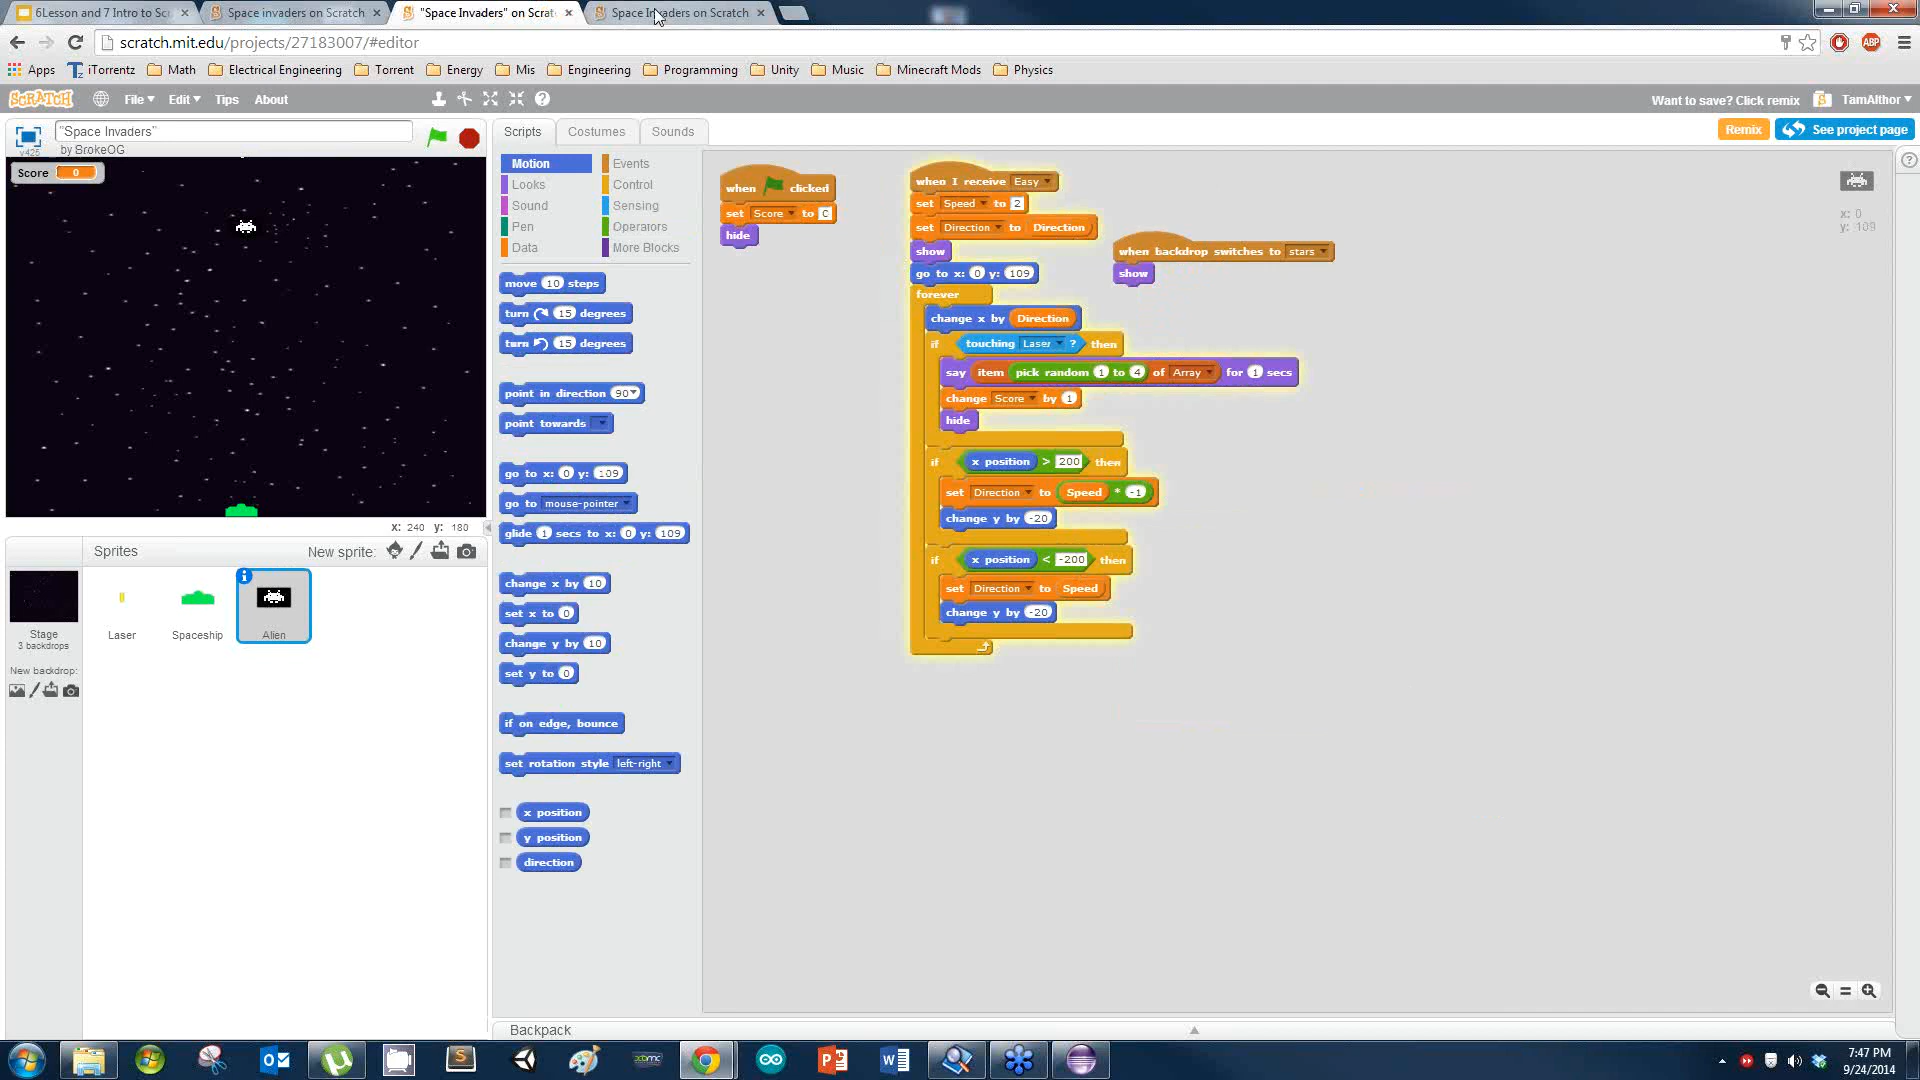 6Lesson and 7 Intro to Scr
Space invaders on Scratch
"Space Invaders" on Scrat
Space Invaders on Scratch
scratch.mit.edu/projects/27183007/#editor
Apps iTorrentz Math Electrical Engineering Torrent Energy Mis Engineering Programming Unity Music Minecraft Mods Physics
SCRATCH File Edit Tips About
Want to save? Click remix TamAlthor
"Space Invaders"
by BrokeOG
v425
Scripts Costumes Sounds
Remix See project page
Score 0
Motion Events
Looks Control
Sound Sensing
Pen Operators
Data More Blocks
move 10 steps
turn 15 degrees
turn 15 degrees
point in direction 90
point towards
go to x: 0 y: 109
go to mouse-pointer
glide 1 secs to x: 0 y: 109
change x by 10
set x to 0
change y by 10
set y to 0
if on edge, bounce
set rotation style left-right
x position
y position
direction
when clicked
set Score to
hide
when I receive Easy
set Speed to 2
set Direction to Direction
show
go to x: 0 y: 109
forever
change x by Direction
if touching Laser ? then
say item pick random 1 to 4 of Array for 1 secs
change Score by 1
hide
if x position > 200 then
set Direction to Speed * -1
change y by -20
if x position < -200 then
set Direction to Speed
change y by -20
when backdrop switches to stars
show
x: 0
y: 109
x: 240 y: 180
Sprites New sprite:
Stage
3 backdrops
New backdrop:
Laser Spaceship Alien
Backpack
7:47 PM
9/24/2014